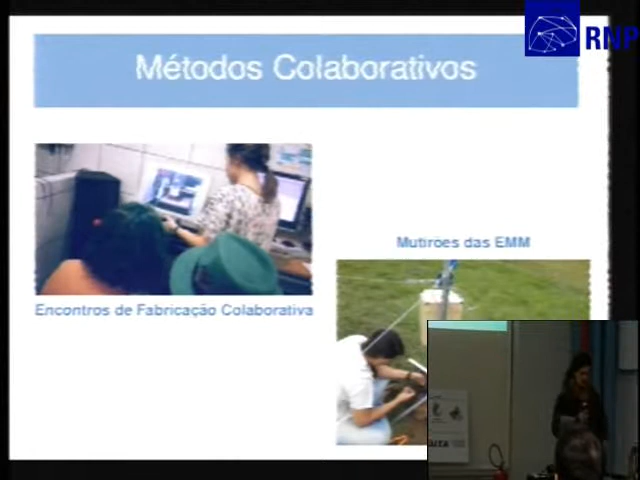 RNP
Métodos Colaborativos
Mutirões das EMM
Encontros de Fabricação Colaborativa